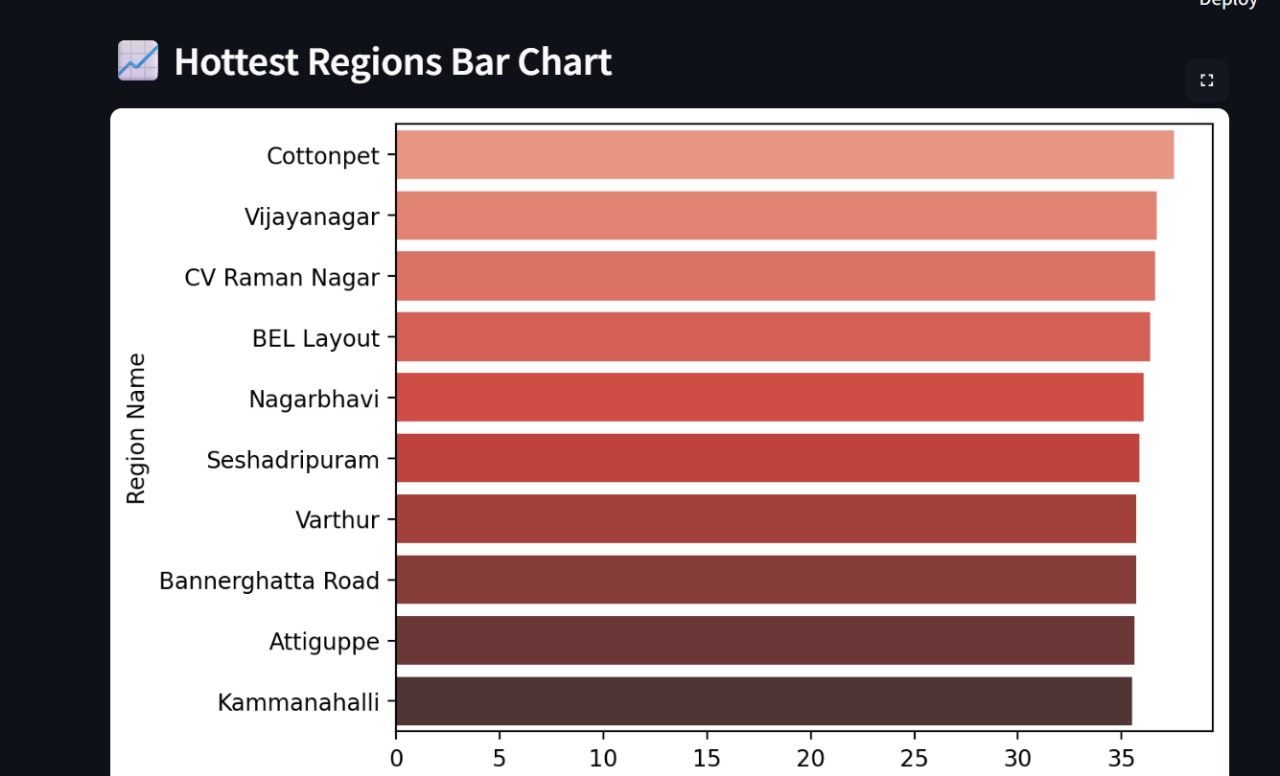 Deploy
Hottest Regions Bar Chart
Cottonpet
Vijayanagar
CV Raman Nagar
BEL Layout
Nagarbhavi
Seshadripuram
Varthur
Bannerghatta Road
Attiguppe
Kammanahalli
Region Name
0 5 10 15 20 25 30 35